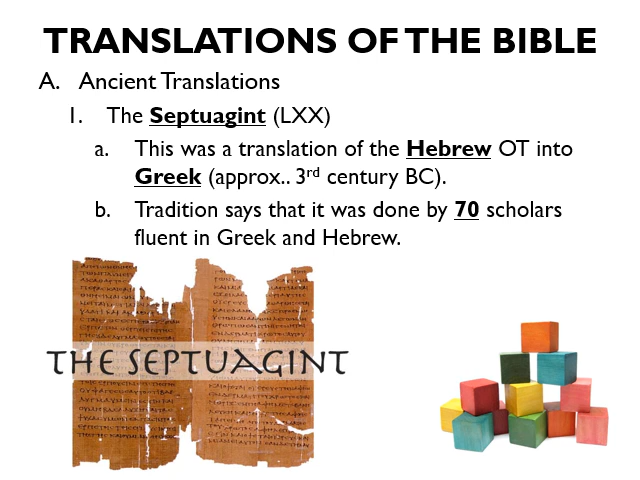 TRANSLATIONS OF THE BIBLE
A. Ancient Translations
1. The Septuagint (LXX)
a. This was a translation of the Hebrew OT into
Greek (approx.. 3rd century BC).
b. Tradition says that it was done by 70 scholars
fluent in Greek and Hebrew.
THE SEPTUAGINT